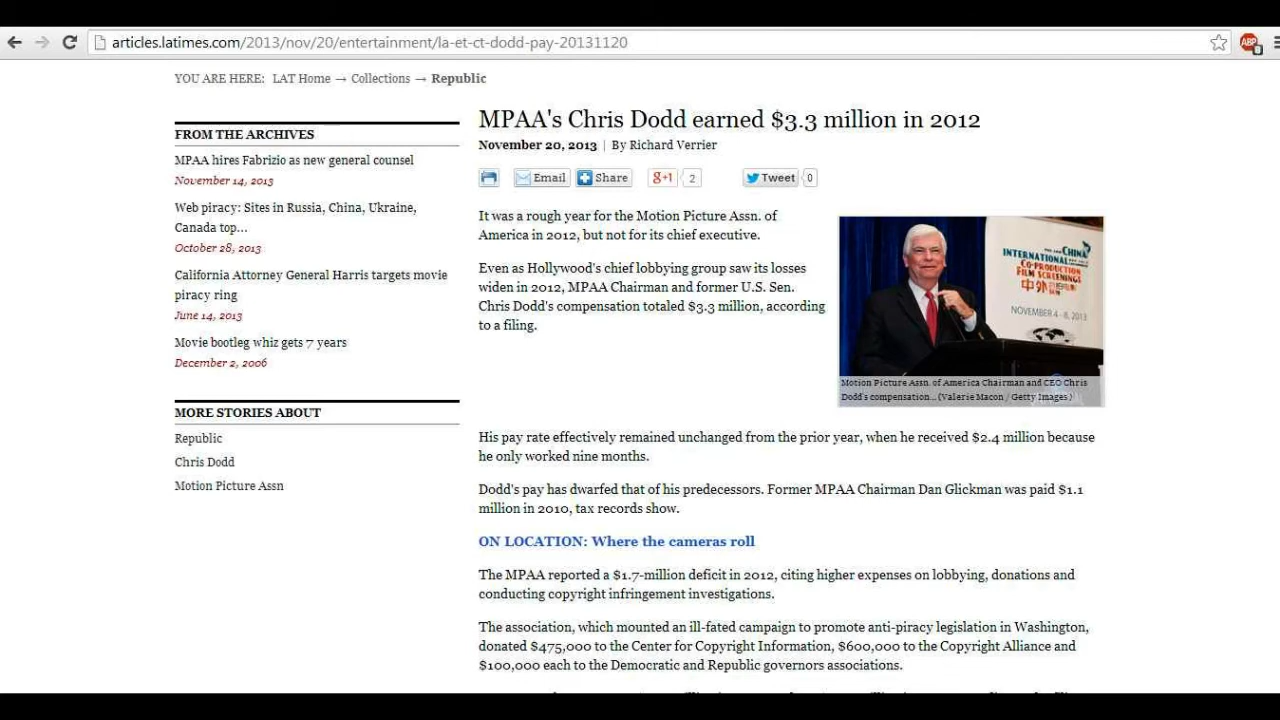 articles.latimes.com/2013/nov/20/entertainment/la-et-ct-dodd-pay-20131120
ABP
YOU ARE HERE: LAT Home → Collections → Republic
FROM THE ARCHIVES
MPAA hires Fabrizio as new general counsel
November 14, 2013
Web piracy: Sites in Russia, China, Ukraine,
Canada top...
October 28, 2013
California Attorney General Harris targets movie
piracy ring
June 14, 2013
Movie bootleg whiz gets 7 years
December 2, 2006
MORE STORIES ABOUT
Republic
Chris Dodd
Motion Picture Assn
MPAA's Chris Dodd earned $3.3 million in 2012
November 20, 2013 | By Richard Verrier
Email Share g+1 2 Tweet 0
It was a rough year for the Motion Picture Assn. of
America in 2012, but not for its chief executive.
Even as Hollywood's chief lobbying group saw its losses
widen in 2012, MPAA Chairman and former U.S. Sen.
Chris Dodd's compensation totaled $3.3 million, according
to a filing.
CHINA
INTERNATIONAL
CO-PRODUCTION
FILM SCREENINGS
NOVEMBER 4-8, 2013
Motion Picture Assn. of America Chairman and CEO Chris
Dodd's compensation... (Valerie Macon / Getty Images )
His pay rate effectively remained unchanged from the prior year, when he received $2.4 million because
he only worked nine months.
Dodd's pay has dwarfed that of his predecessors. Former MPAA Chairman Dan Glickman was paid $1.1
million in 2010, tax records show.
ON LOCATION: Where the cameras roll
The MPAA reported a $1.7-million deficit in 2012, citing higher expenses on lobbying, donations and
conducting copyright infringement investigations.
The association, which mounted an ill-fated campaign to promote anti-piracy legislation in Washington,
donated $475,000 to the Center for Copyright Information, $600,000 to the Copyright Alliance and
$100,000 each to the Democratic and Republic governors associations.